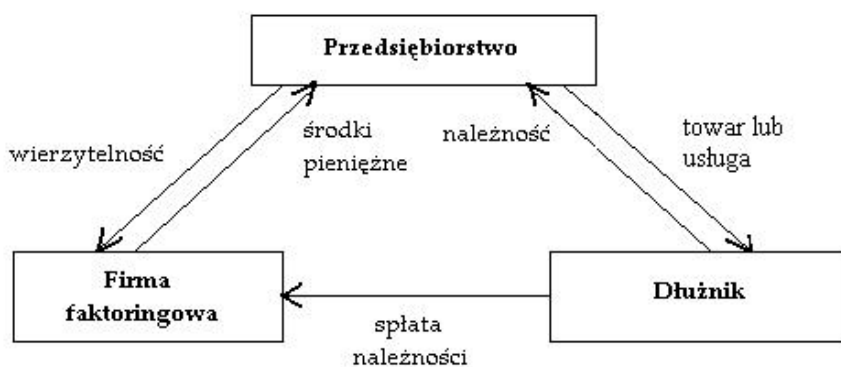 Przedsiębiorstwo
wierzytelność
środki
pieniężne
należność
towar lub
usługa
Firma
faktoringowa
Dłużnik
spłata
należności